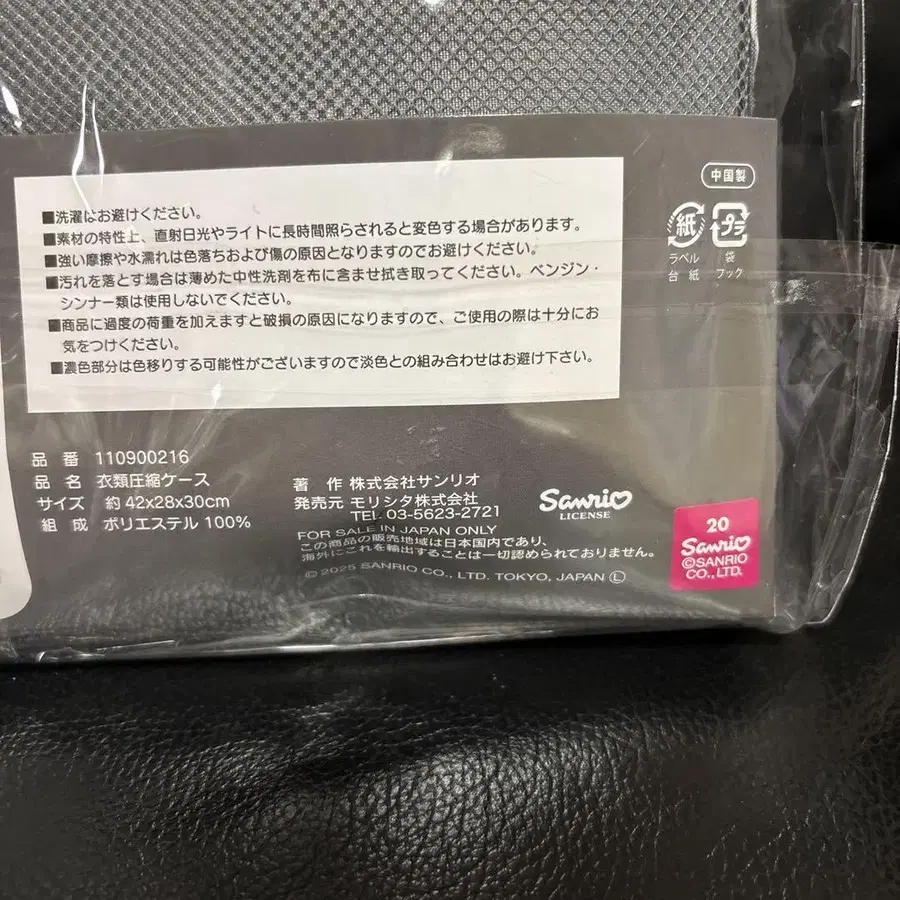 ■洗濯はお避けください。
■素材の特性上、直射日光やライトに長時間照らされると変色する場合があります。
■強い摩擦や水濡れは色落ちおよび傷の原因となりますのでお避けください。
■汚れを落とす場合は薄めた中性洗剤を布に含ませ拭き取ってください。ベンジン・
シンナー類は使用しないでください。
■商品に過度の荷重を加えますと破損の原因になりますので、ご使用の際は十分にお
気をつけください。
■濃色部分は色移りする可能性がございますので淡色との組み合わせはお避け下さい。
中国製
紙 プラ
ラベル 袋
台紙 フック
品番 110900216
品名 衣類圧縮ケース
サイズ 約42x28x30cm
組成 ポリエステル 100%
著作 株式会社サンリオ
発売元 モリシタ株式会社
TEL 03-5623-2721
FOR SALE IN JAPAN ONLY
この商品の販売地域は日本国内であり、
海外にこれを輸出することは一切認められておりません。
© 2025 SANRIO CO., LTD. TOKYO, JAPAN Ⓛ
Sanrio
LICENSE
20
Sanrio
©SANRIO
CO., LTD.